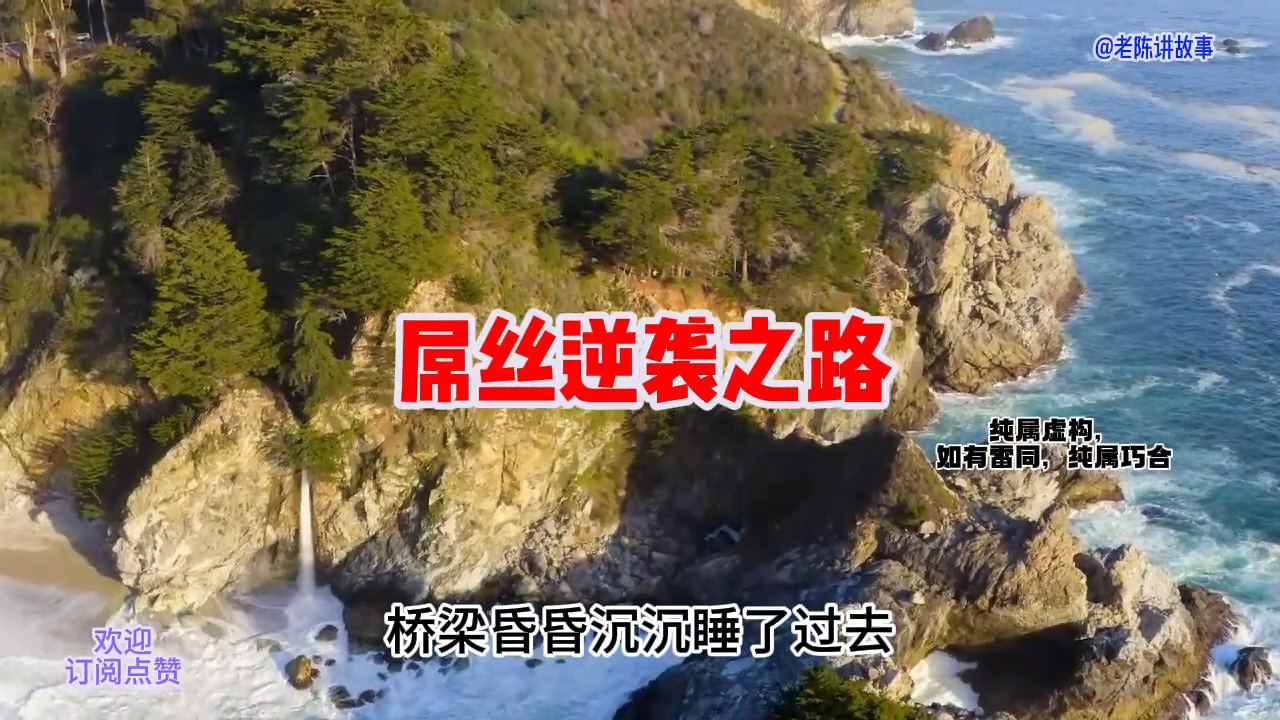 @老陈讲故事
屌丝逆袭之路
纯属虚构，
如有雷同，纯属巧合
桥梁昏昏沉沉睡了过去
欢迎
订阅点赞